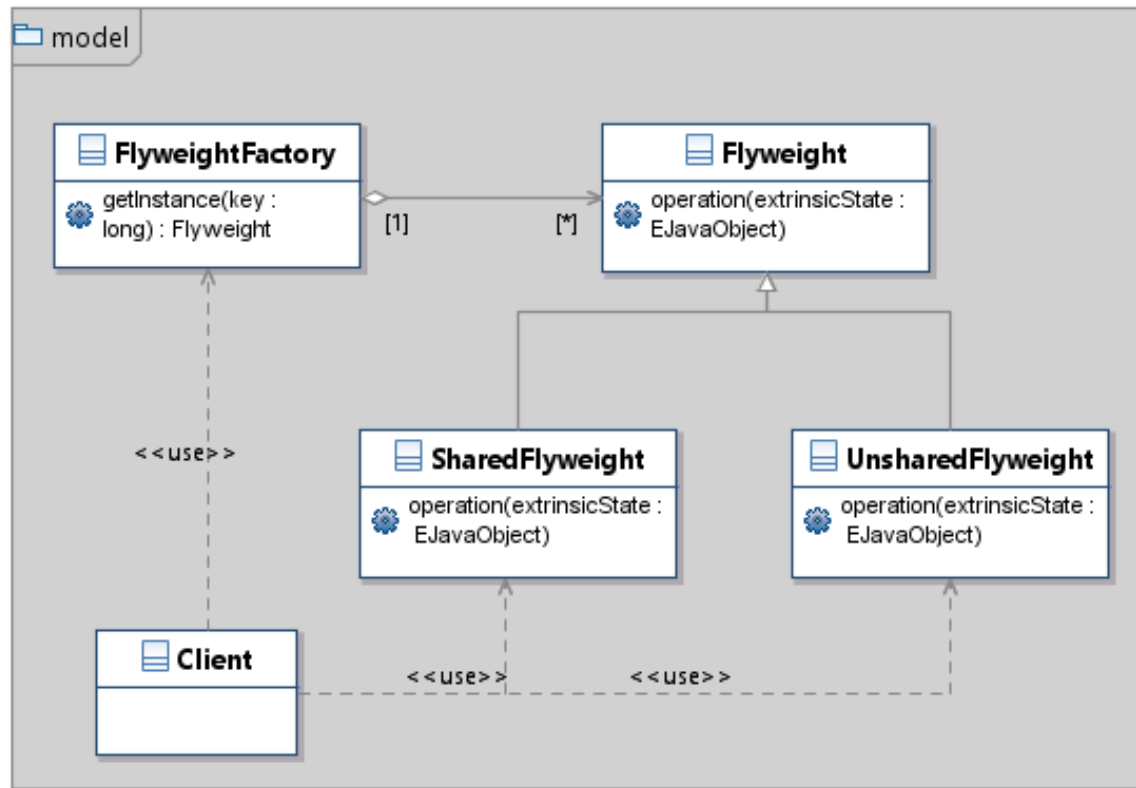 model
FlyweightFactory
getInstance(key :
long) : Flyweight
[1]
[*]
Flyweight
operation(extrinsicState :
EJavaObject)
<<use>>
SharedFlyweight
operation(extrinsicState :
EJavaObject)
UnsharedFlyweight
operation(extrinsicState :
EJavaObject)
Client
<<use>>
<<use>>